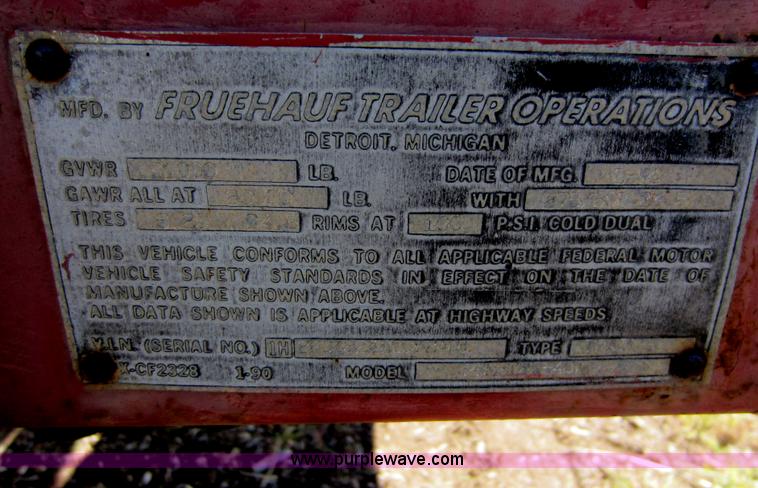 MFD. BY FRUEHAUF TRAILER OPERATIONS
DETROIT, MICHIGAN
GVWR LB. DATE OF MFG.
GAWR ALL AT LB. WITH
TIRES RIMS AT P.S.I. COLD DUAL
THIS VEHICLE CONFORMS TO ALL APPLICABLE FEDERAL MOTOR
VEHICLE SAFETY STANDARDS IN EFFECT ON THE DATE OF
MANUFACTURE SHOWN ABOVE.
ALL DATA SHOWN IS APPLICABLE AT HIGHWAY SPEEDS
V.I.N. (SERIAL NO.) 1H TYPE
X-CF2328 1-90 MODEL
www.purplewave.com